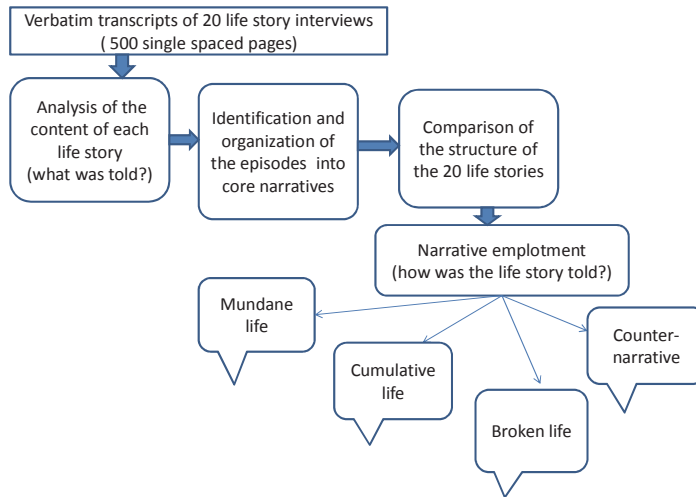 Verbatim transcripts of 20 life story interviews
( 500 single spaced pages)
Analysis of the
content of each
life story
(what was told?)
Identification and
organization of
the episodes into
core narratives
Comparison of
the structure of
the 20 life stories
Narrative emplotment
(how was the life story told?)
Mundane
life
Cumulative
life
Broken life
Counter-
narrative